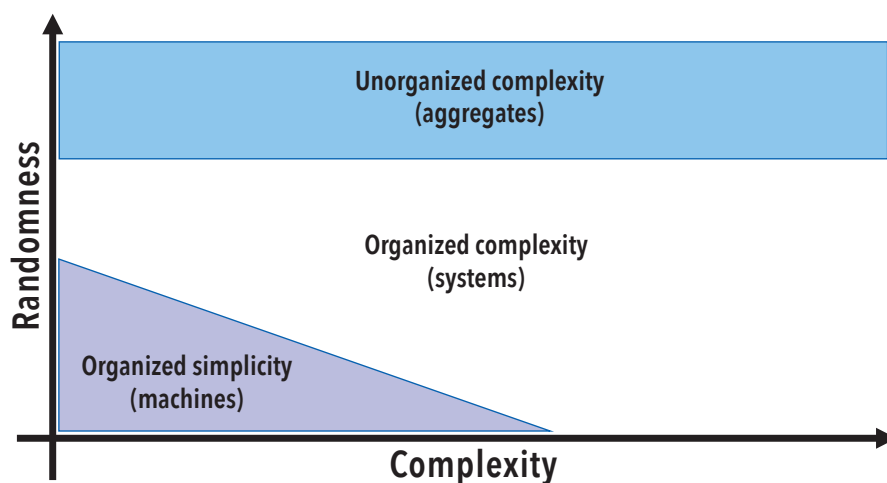 Unorganized complexity
(aggregates)
Randomness
Organized complexity
(systems)
Organized simplicity
(machines)
Complexity